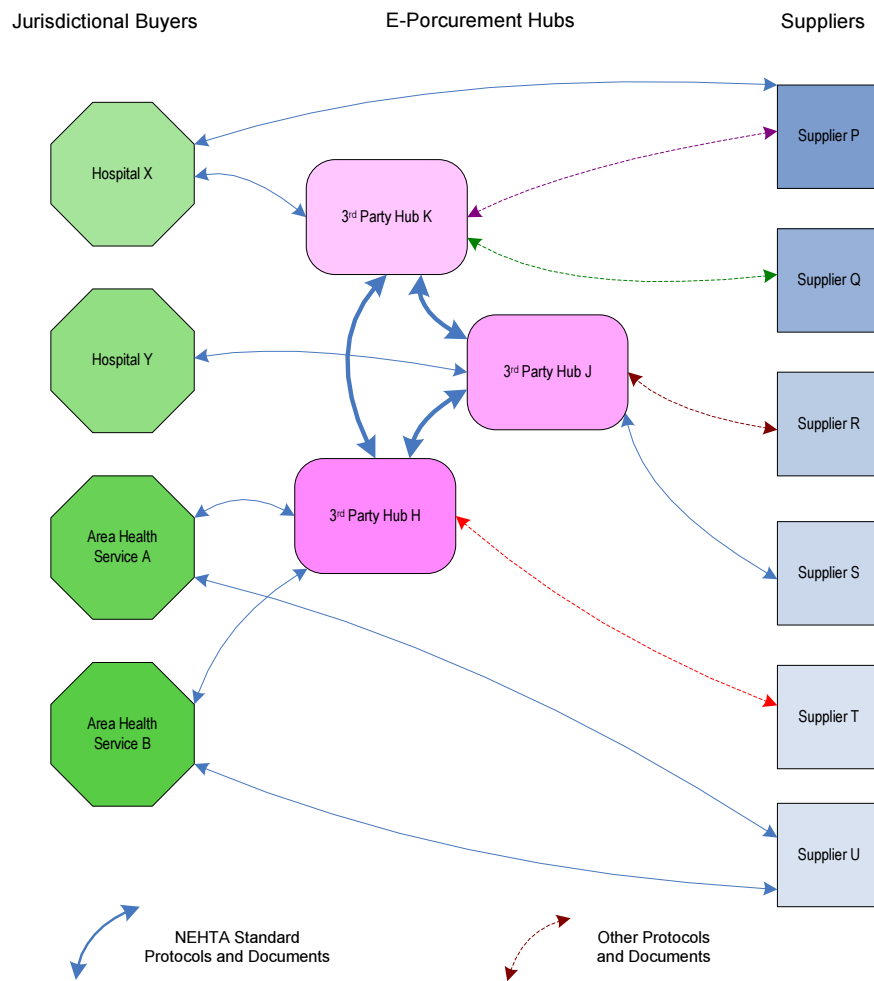 Jurisdictional Buyers
E-Porcurement Hubs
Suppliers
Hospital X
3rd Party Hub K
Supplier P
Supplier Q
Hospital Y
3rd Party Hub J
Supplier R
Area Health
Service A
3rd Party Hub H
Supplier S
Area Health
Service B
Supplier T
Supplier U
NEHTA Standard
Protocols and Documents
Other Protocols
and Documents